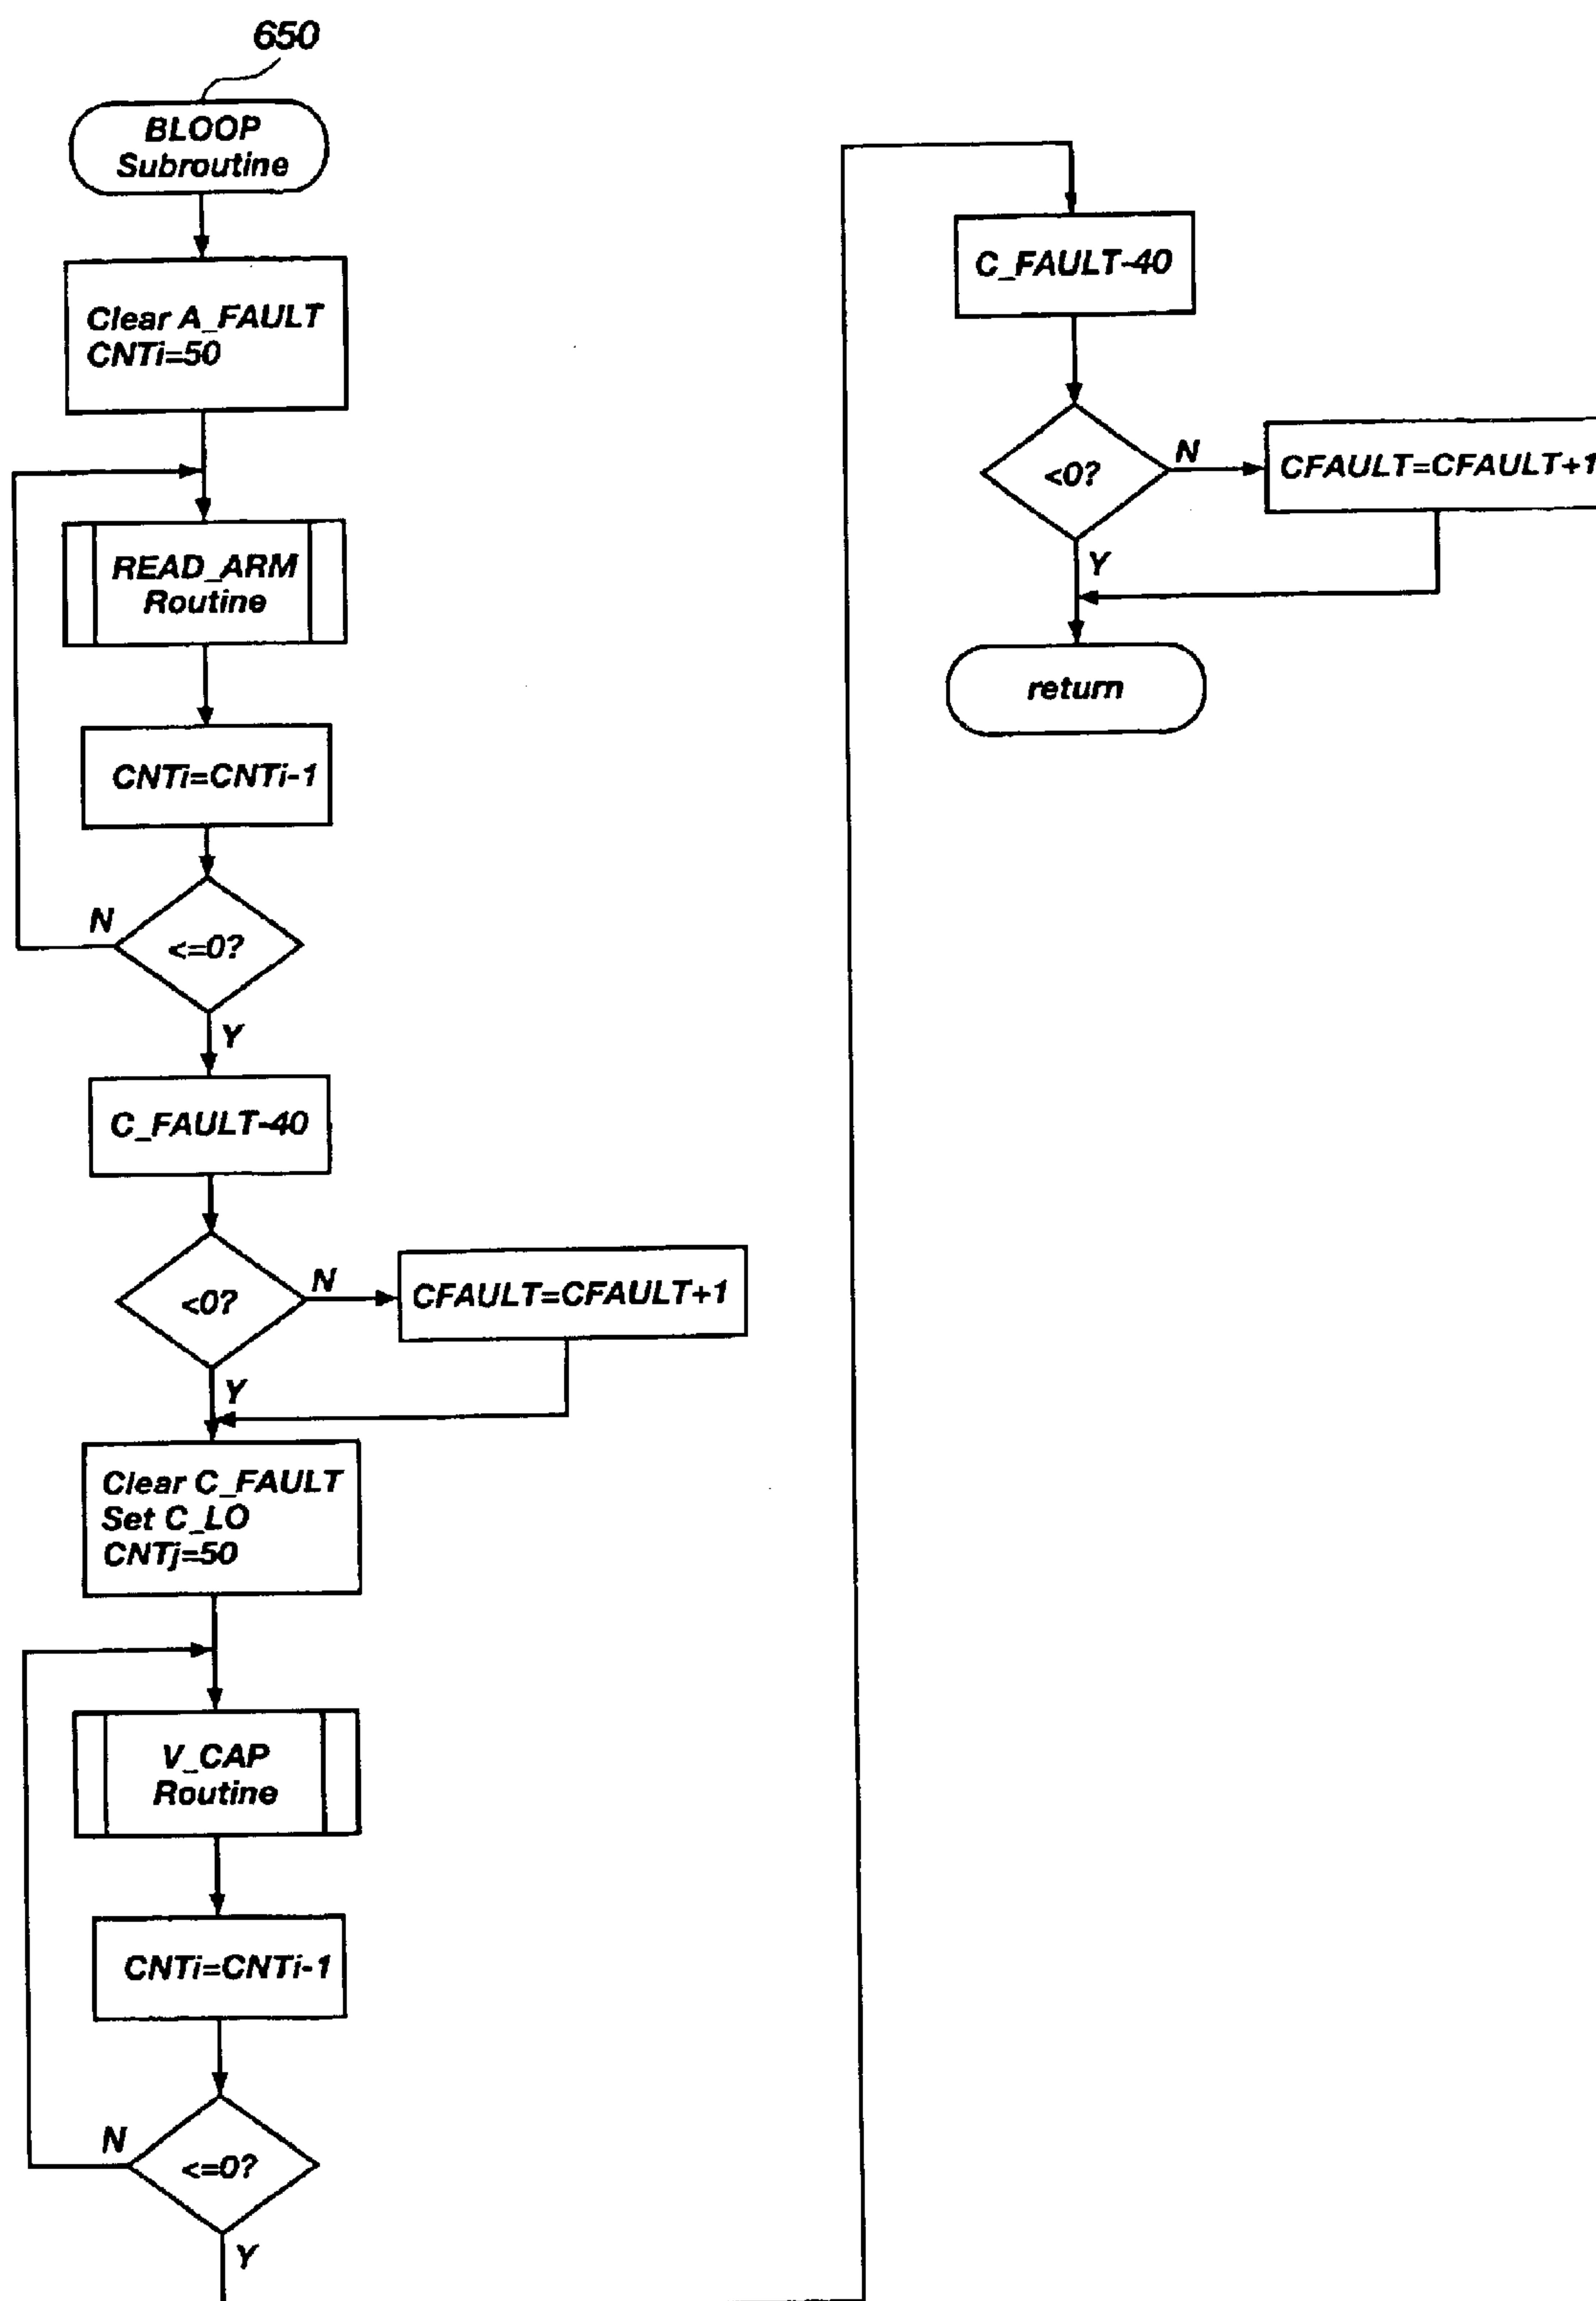 650
BLOOP
Subroutine
Clear A_FAULT
CNTi=50
READ_ARM
Routine
CNTi=CNTi-1
<=0?
N
Y
C_FAULT-40
<0?
N
CFAULT=CFAULT+1
Y
Clear C_FAULT
Set C_LO
CNTj=50
V_CAP
Routine
CNTi=CNTi-1
<=0?
N
Y
C_FAULT-40
<0?
N
CFAULT=CFAULT+1
Y
return